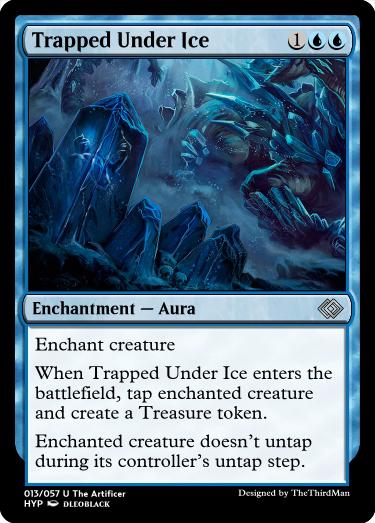 Trapped Under Ice 1
Enchantment — Aura
Enchant creature
When Trapped Under Ice enters the
battlefield, tap enchanted creature
and create a Treasure token.
Enchanted creature doesn't untap
during its controller's untap step.
013/057 U The Artificer
Designed by TheThirdMan
HYP DLEOBLACK